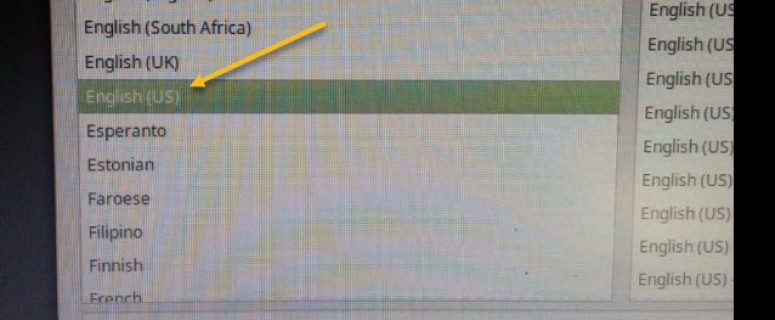 English (South Africa)
English (UK)
English (US)
Esperanto
Estonian
Faroese
Filipino
Finnish
French
English (US
English (US
English (US)
English (US)
English (US)
English (US)
English (US)
English (US)
English (US) -